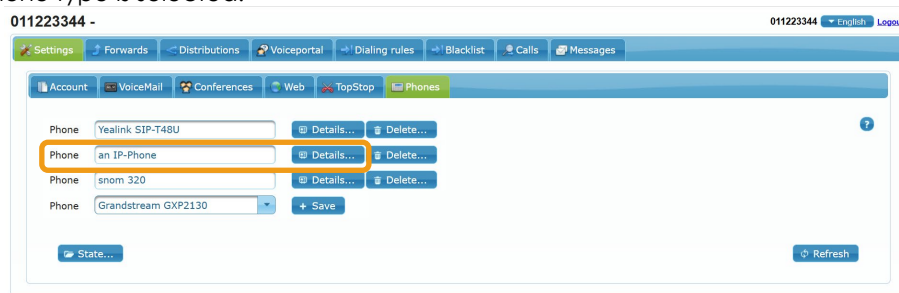 011223344 -
011223344 English Logou
Settings Forwards Distributions Voiceportal Dialing rules Blacklist Calls Messages
Account VoiceMail Conferences Web TopStop Phones
Phone Yealink SIP-T48U Details... Delete...
Phone an IP-Phone Details... Delete...
Phone snom 320 Details... Delete...
Phone Grandstream GXP2130 + Save
State... Refresh